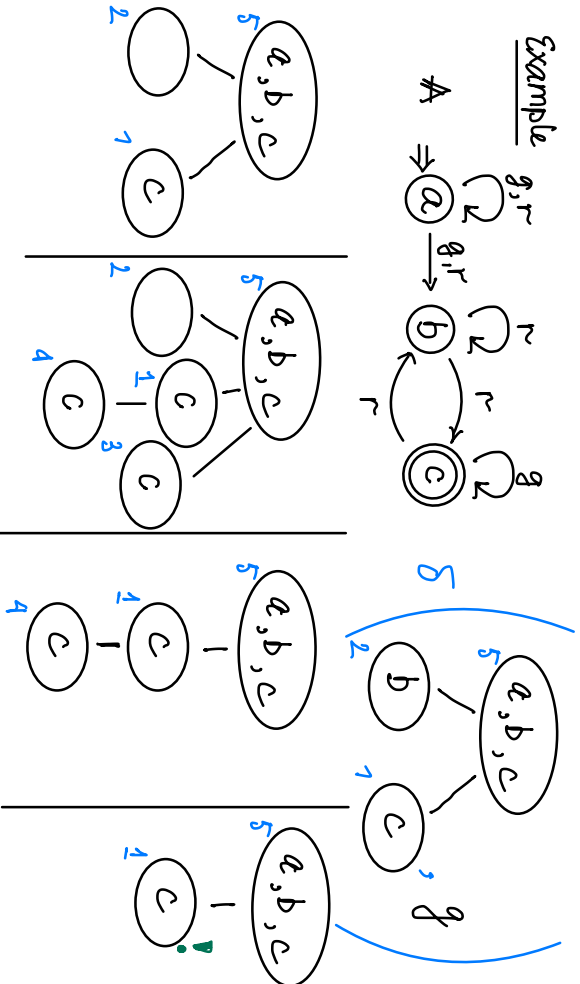 Example
g,r r g
A ⇒ a g,r b r c
r
δ ( 5 a, b, c
2 b 1 c , g )
5 a, b, c
2 1 c
5 a, b, c
2 1 c 3 c
4 c
5 a, b, c
1 c
4 c
5 a, b, c
1 c !